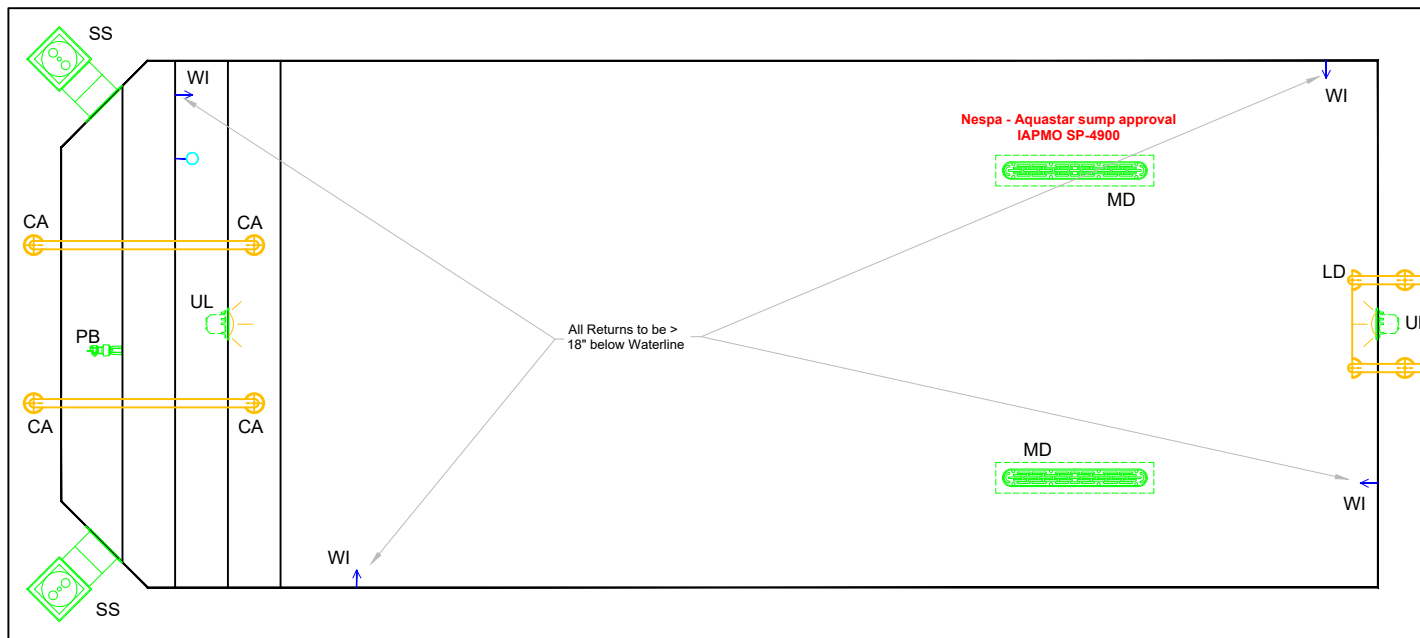 SS
WI
WI
Nespa - Aquastar sump approval
IAPMO SP-4900
MD
CA
CA
LD
UL
UL
PB
All Returns to be >
18" below Waterline
CA
CA
MD
WI
WI
SS